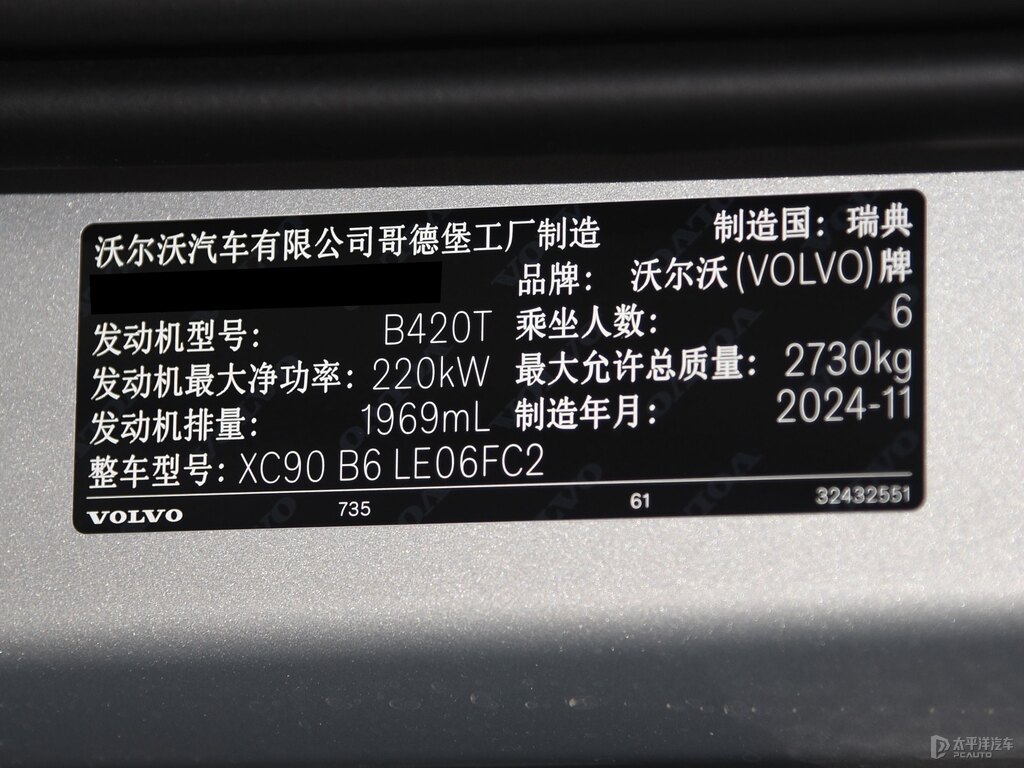 沃尔沃汽车有限公司哥德堡工厂制造 制造国：瑞典
品牌： 沃尔沃(VOLVO)牌
发动机型号： B420T 乘坐人数： 6
发动机最大净功率：220kW 最大允许总质量： 2730kg
发动机排量： 1969mL 制造年月： 2024-11
整车型号：XC90 B6 LE06FC2
VOLVO 735 61 32432551
太平洋汽车
PCAUTO